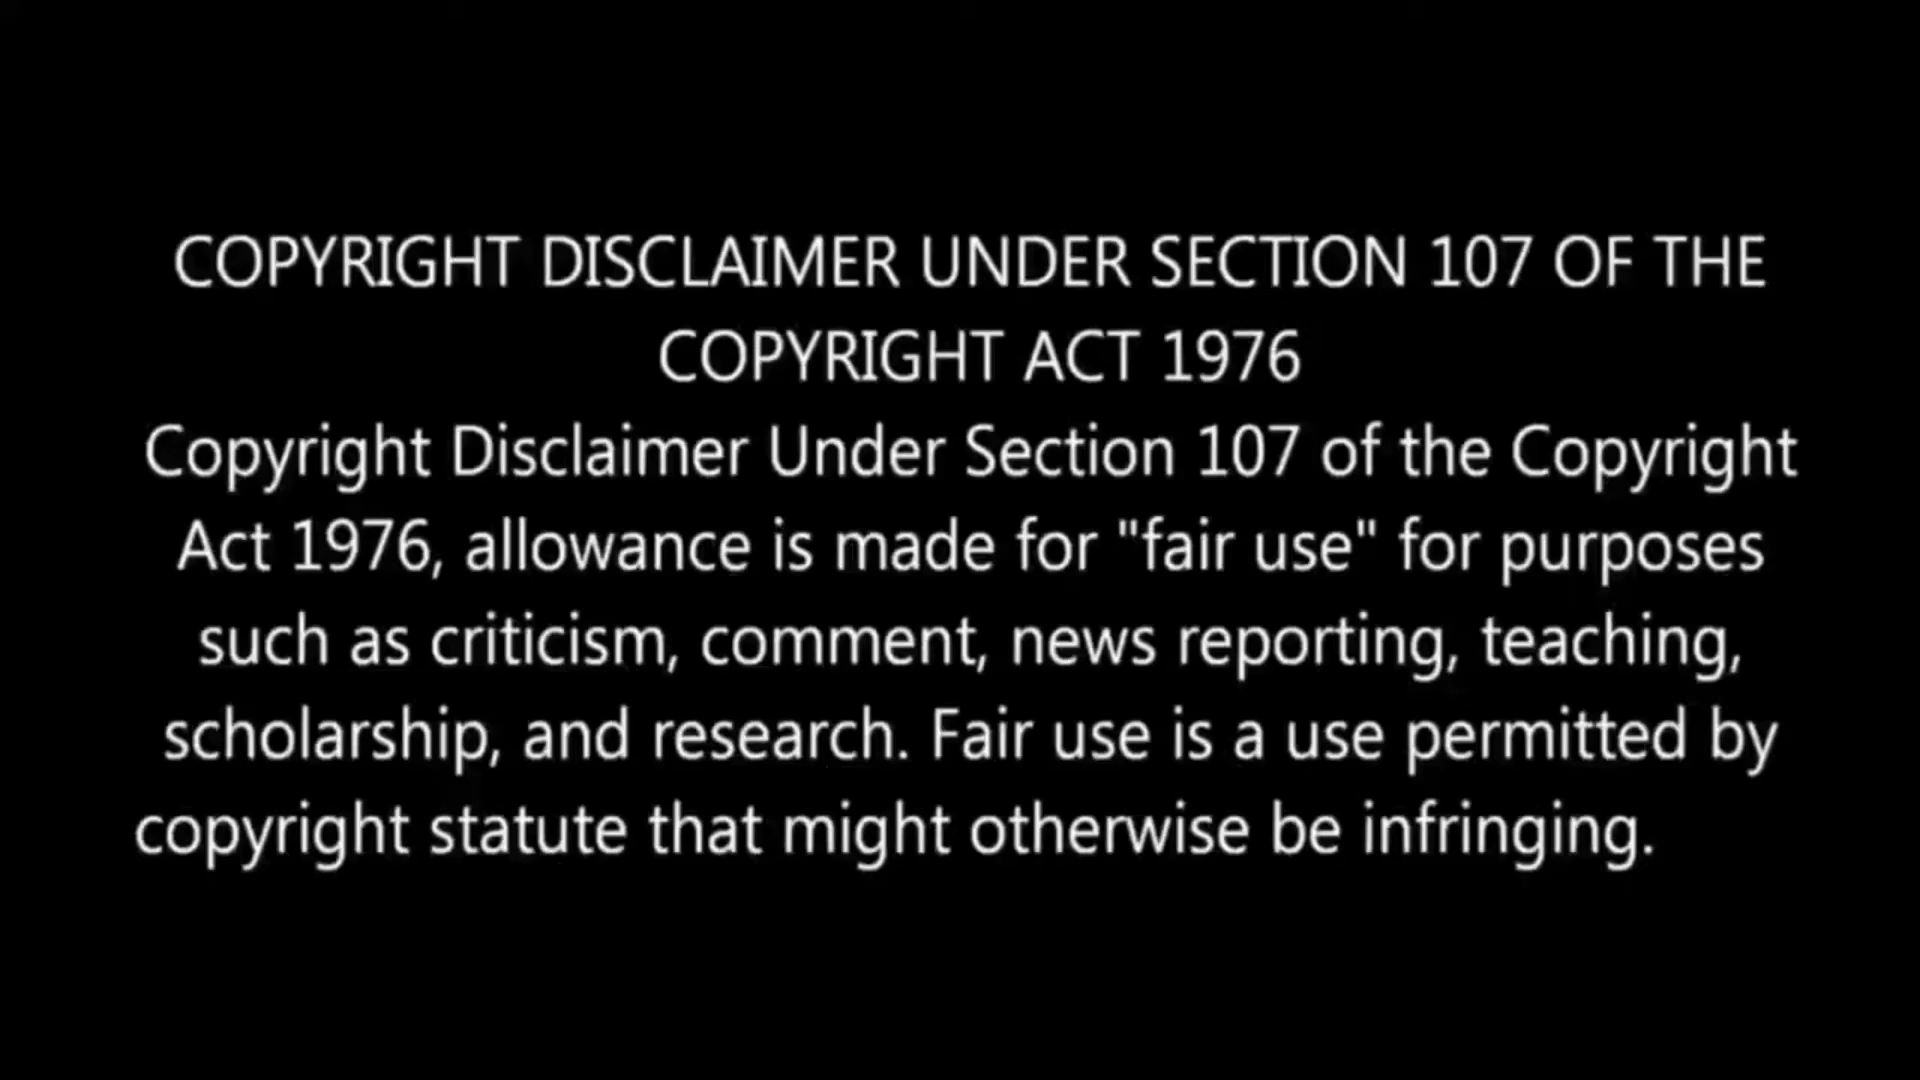 COPYRIGHT DISCLAIMER UNDER SECTION 107 OF THE
COPYRIGHT ACT 1976
Copyright Disclaimer Under Section 107 of the Copyright
Act 1976, allowance is made for "fair use" for purposes
such as criticism, comment, news reporting, teaching,
scholarship, and research. Fair use is a use permitted by
copyright statute that might otherwise be infringing.